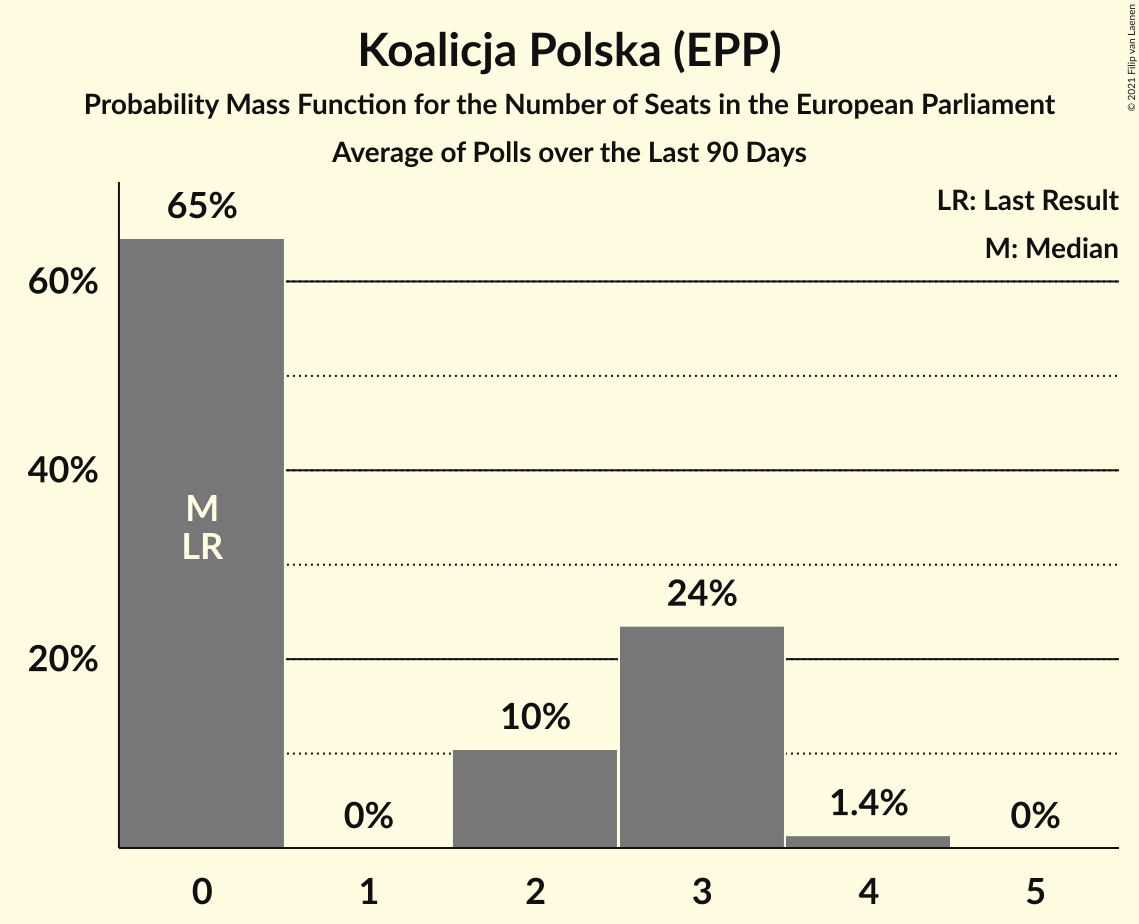 Koalicja Polska (EPP)
Probability Mass Function for the Number of Seats in the European Parliament
Average of Polls over the Last 90 Days
© 2021 Filip van Laenen
LR: Last Result
M: Median
65%
60%
40%
20%
M
LR
0%
10%
24%
1.4%
0%
0 1 2 3 4 5